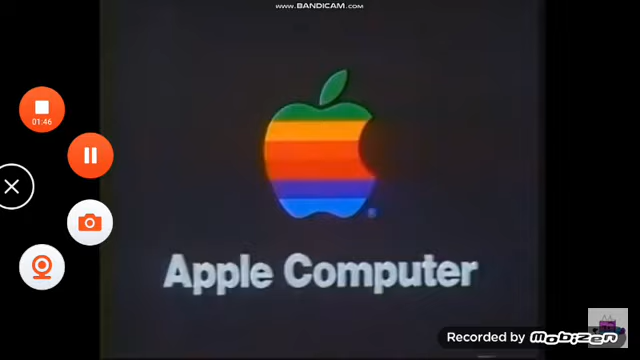 WWW.BANDICAM.COM
01:46
®
Apple Computer
Recorded by Mobizen